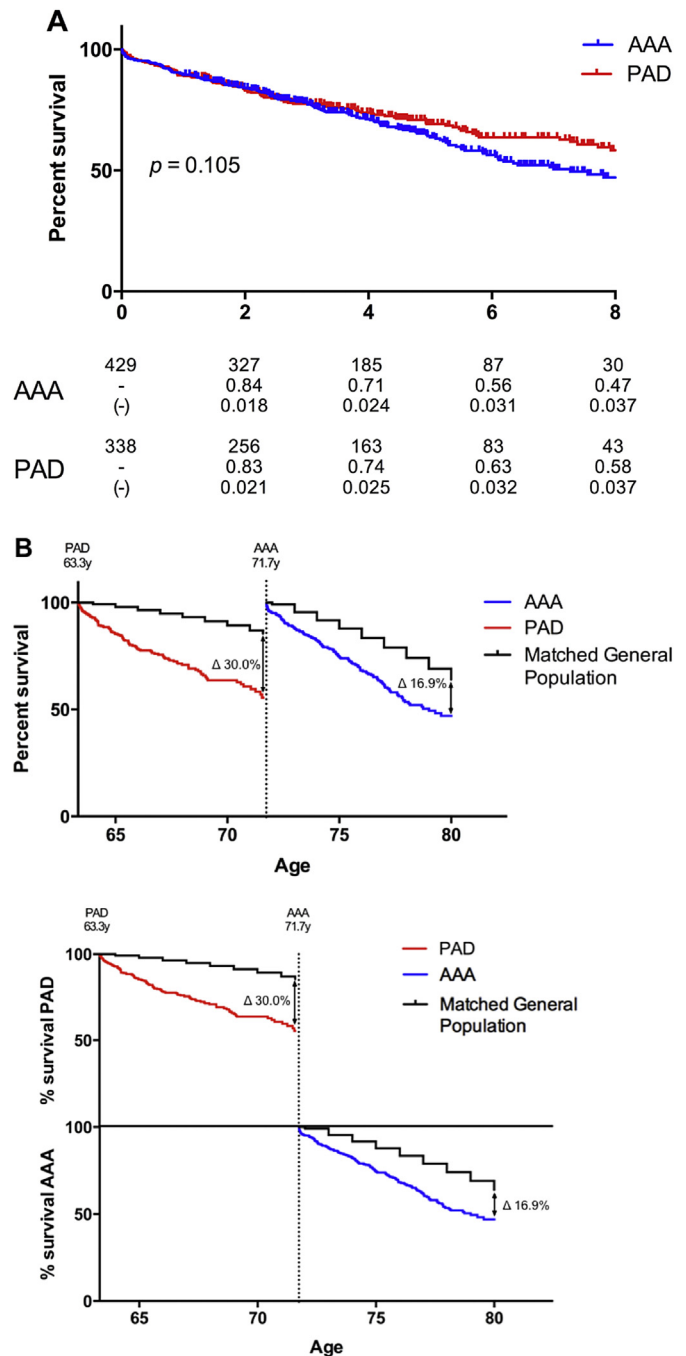 A
AAA
PAD
100
50
0
Percent survival
p = 0.105
0 2 4 6 8
429 327 185 87 30
AAA - 0.84 0.71 0.56 0.47
(-) 0.018 0.024 0.031 0.037
338 256 163 83 43
PAD - 0.83 0.74 0.63 0.58
(-) 0.021 0.025 0.032 0.037
B
PAD
63.3y
AAA
71.7y
100
50
0
Percent survival
Δ 30.0%
Δ 16.9%
AAA
PAD
Matched General
Population
65 70 75 80
Age
PAD
63.3y
AAA
71.7y
PAD
AAA
Matched General
Population
100
50
% survival PAD
Δ 30.0%
100
50
0
% survival AAA
Δ 16.9%
65 70 75 80
Age